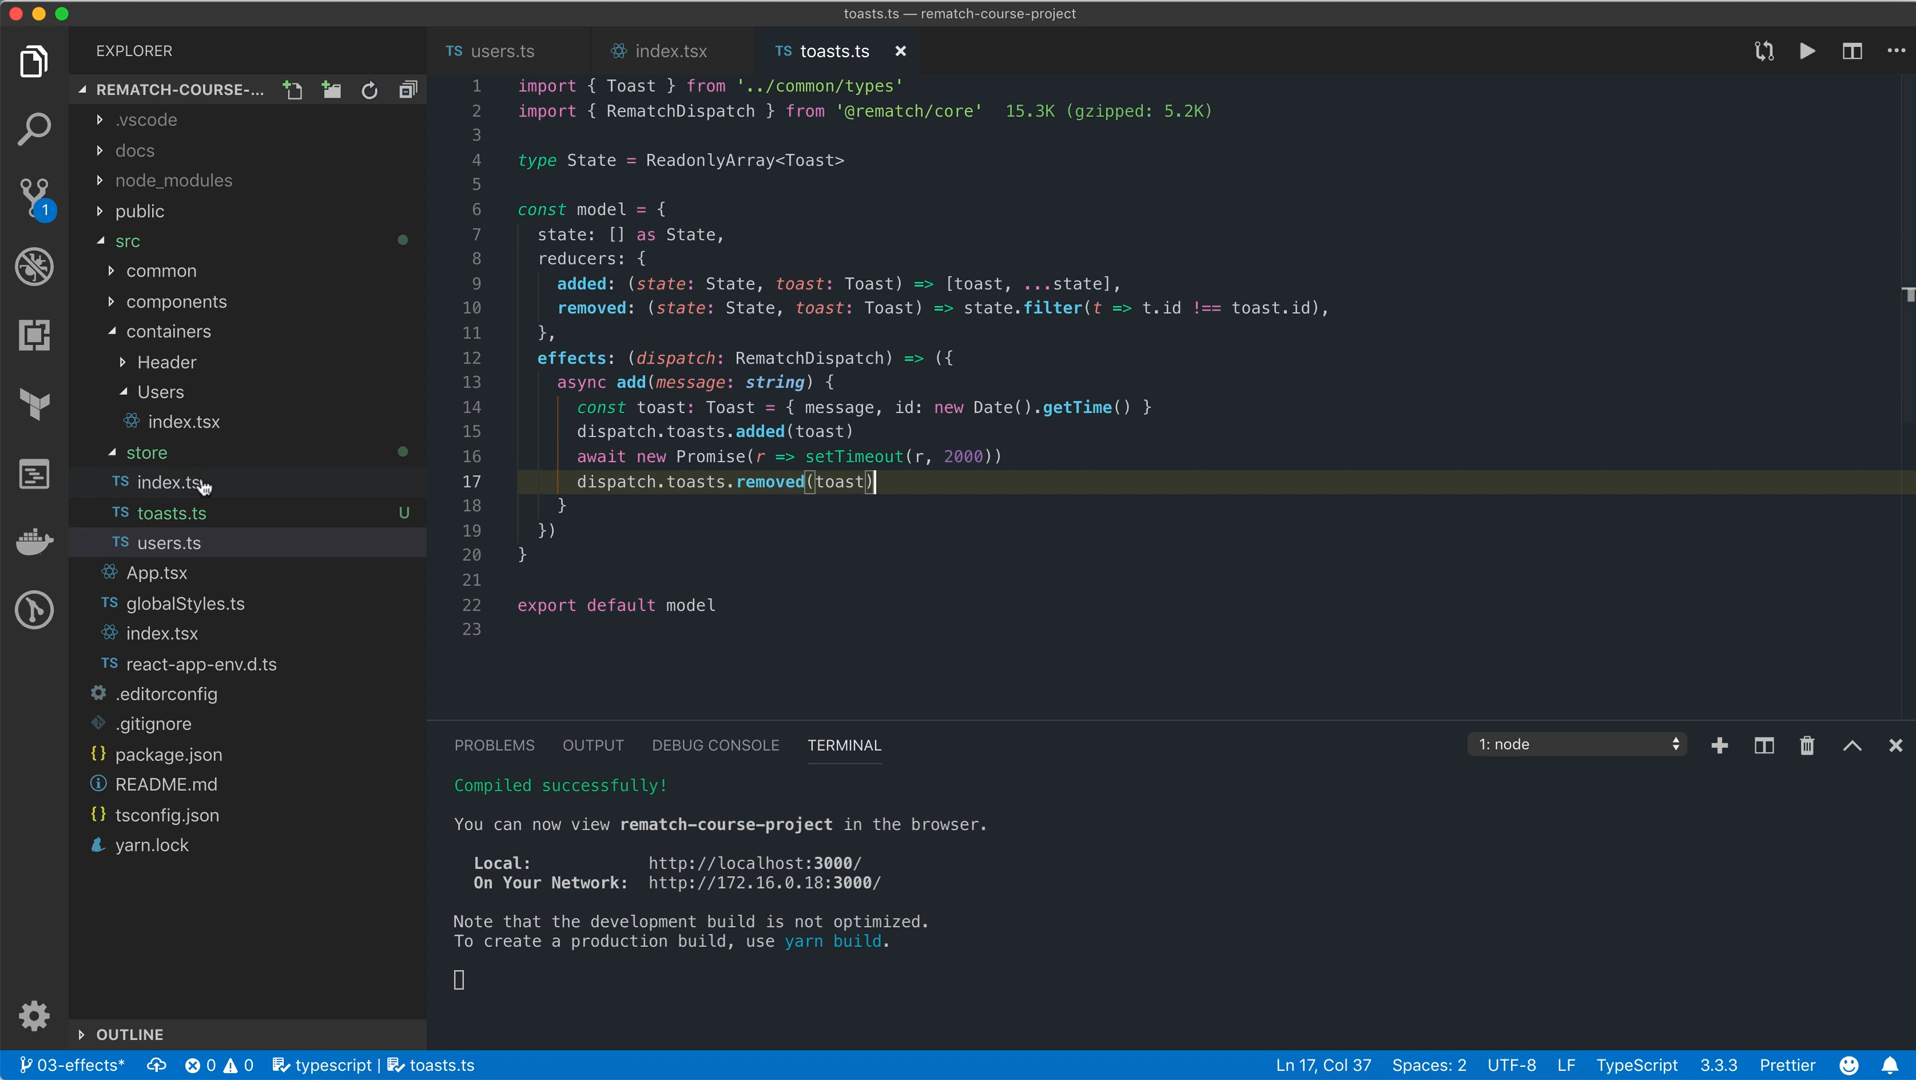 toasts.ts — rematch-course-project
EXPLORER
REMATCH-COURSE-...
.vscode
docs
node_modules
public
src
common
components
containers
Header
Users
index.tsx
store
TS index.ts
TS toasts.ts U
TS users.ts
App.tsx
TS globalStyles.ts
index.tsx
TS react-app-env.d.ts
.editorconfig
.gitignore
{} package.json
README.md
{} tsconfig.json
yarn.lock
OUTLINE
1
TS users.ts
index.tsx
TS toasts.ts
1 import { Toast } from '../common/types'
2 import { RematchDispatch } from '@rematch/core' 15.3K (gzipped: 5.2K)
3
4 type State = ReadonlyArray<Toast>
5
6 const model = {
7 state: [] as State,
8 reducers: {
9 added: (state: State, toast: Toast) => [toast, ...state],
10 removed: (state: State, toast: Toast) => state.filter(t => t.id !== toast.id),
11 },
12 effects: (dispatch: RematchDispatch) => ({
13 async add(message: string) {
14 const toast: Toast = { message, id: new Date().getTime() }
15 dispatch.toasts.added(toast)
16 await new Promise(r => setTimeout(r, 2000))
17 dispatch.toasts.removed(toast)
18 }
19 })
20 }
21
22 export default model
23
PROBLEMS OUTPUT DEBUG CONSOLE TERMINAL
1: node
Compiled successfully!
You can now view rematch-course-project in the browser.
Local: http://localhost:3000/
On Your Network: http://172.16.0.18:3000/
Note that the development build is not optimized.
To create a production build, use yarn build.
03-effects* 0 0 typescript | toasts.ts
Ln 17, Col 37 Spaces: 2 UTF-8 LF TypeScript 3.3.3 Prettier